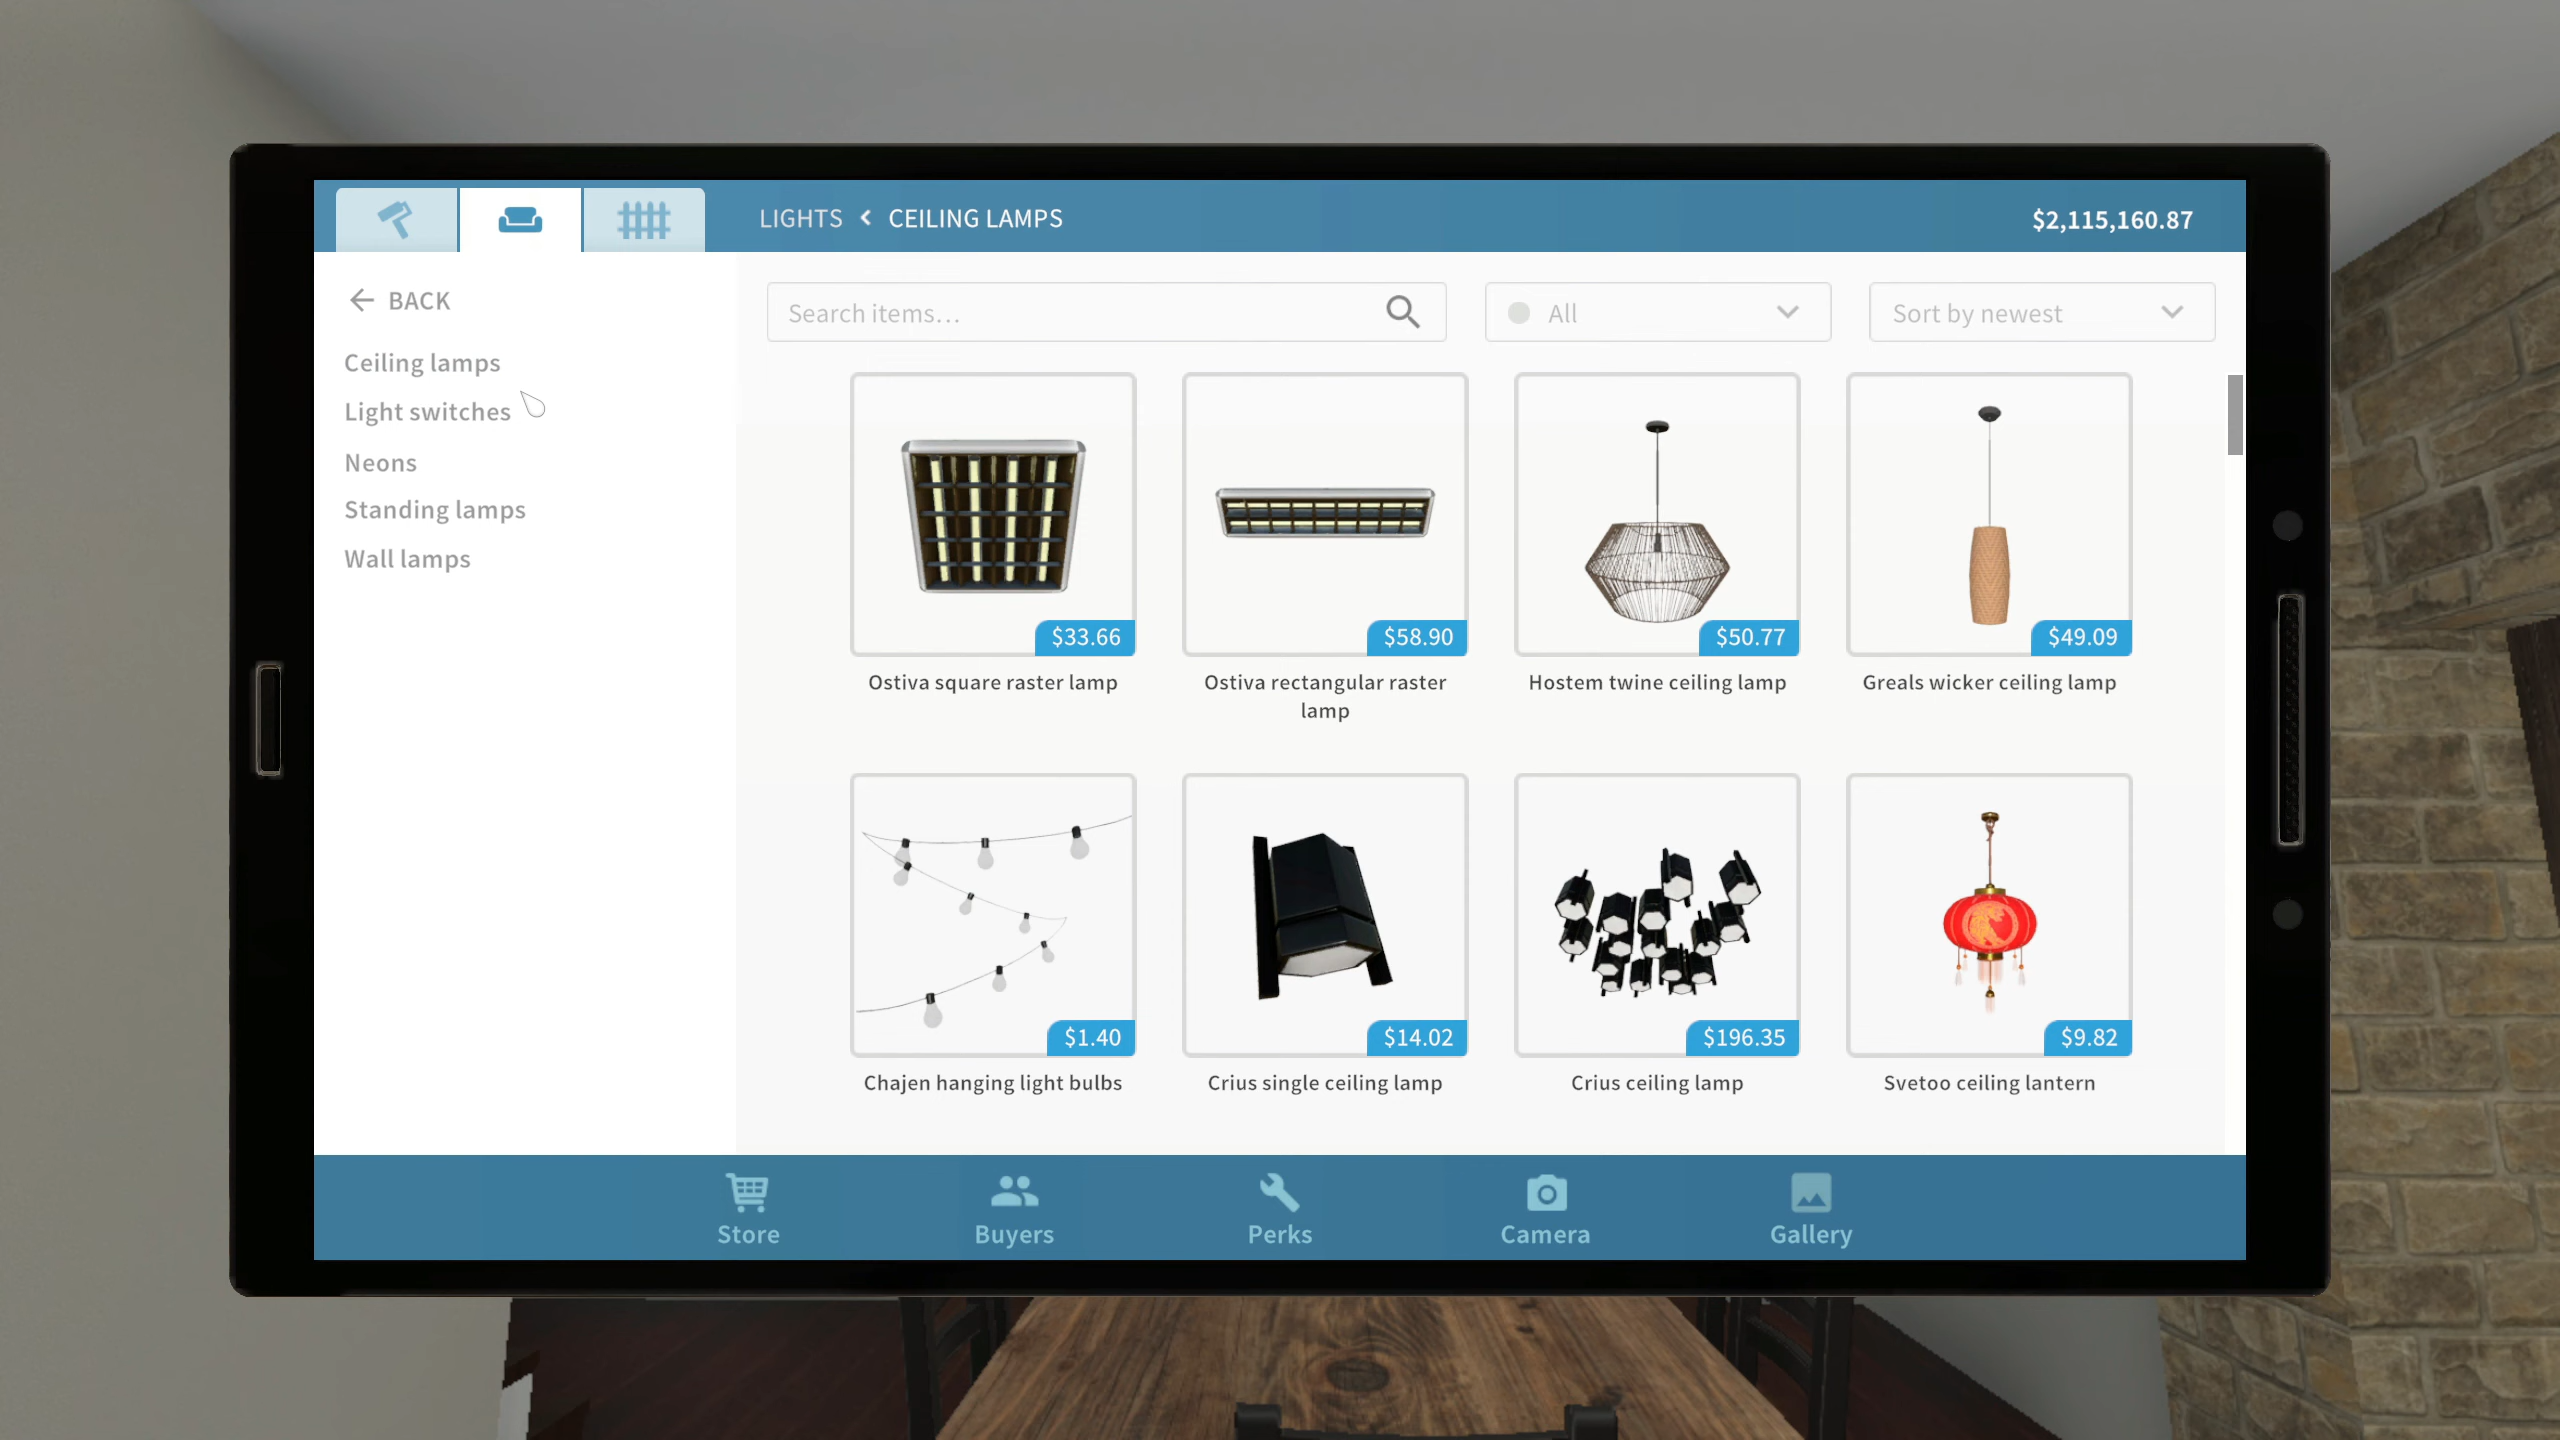 LIGHTS < CEILING LAMPS
$2,115,160.87
BACK
Search items...
All
Sort by newest
Ceiling lamps
Light switches
Neons
Standing lamps
Wall lamps
$33.66
$58.90
$50.77
$49.09
Ostiva square raster lamp
Ostiva rectangular raster
lamp
Hostem twine ceiling lamp
Greals wicker ceiling lamp
$1.40
$14.02
$196.35
$9.82
Chajen hanging light bulbs
Crius single ceiling lamp
Crius ceiling lamp
Svetoo ceiling lantern
Store
Buyers
Perks
Camera
Gallery